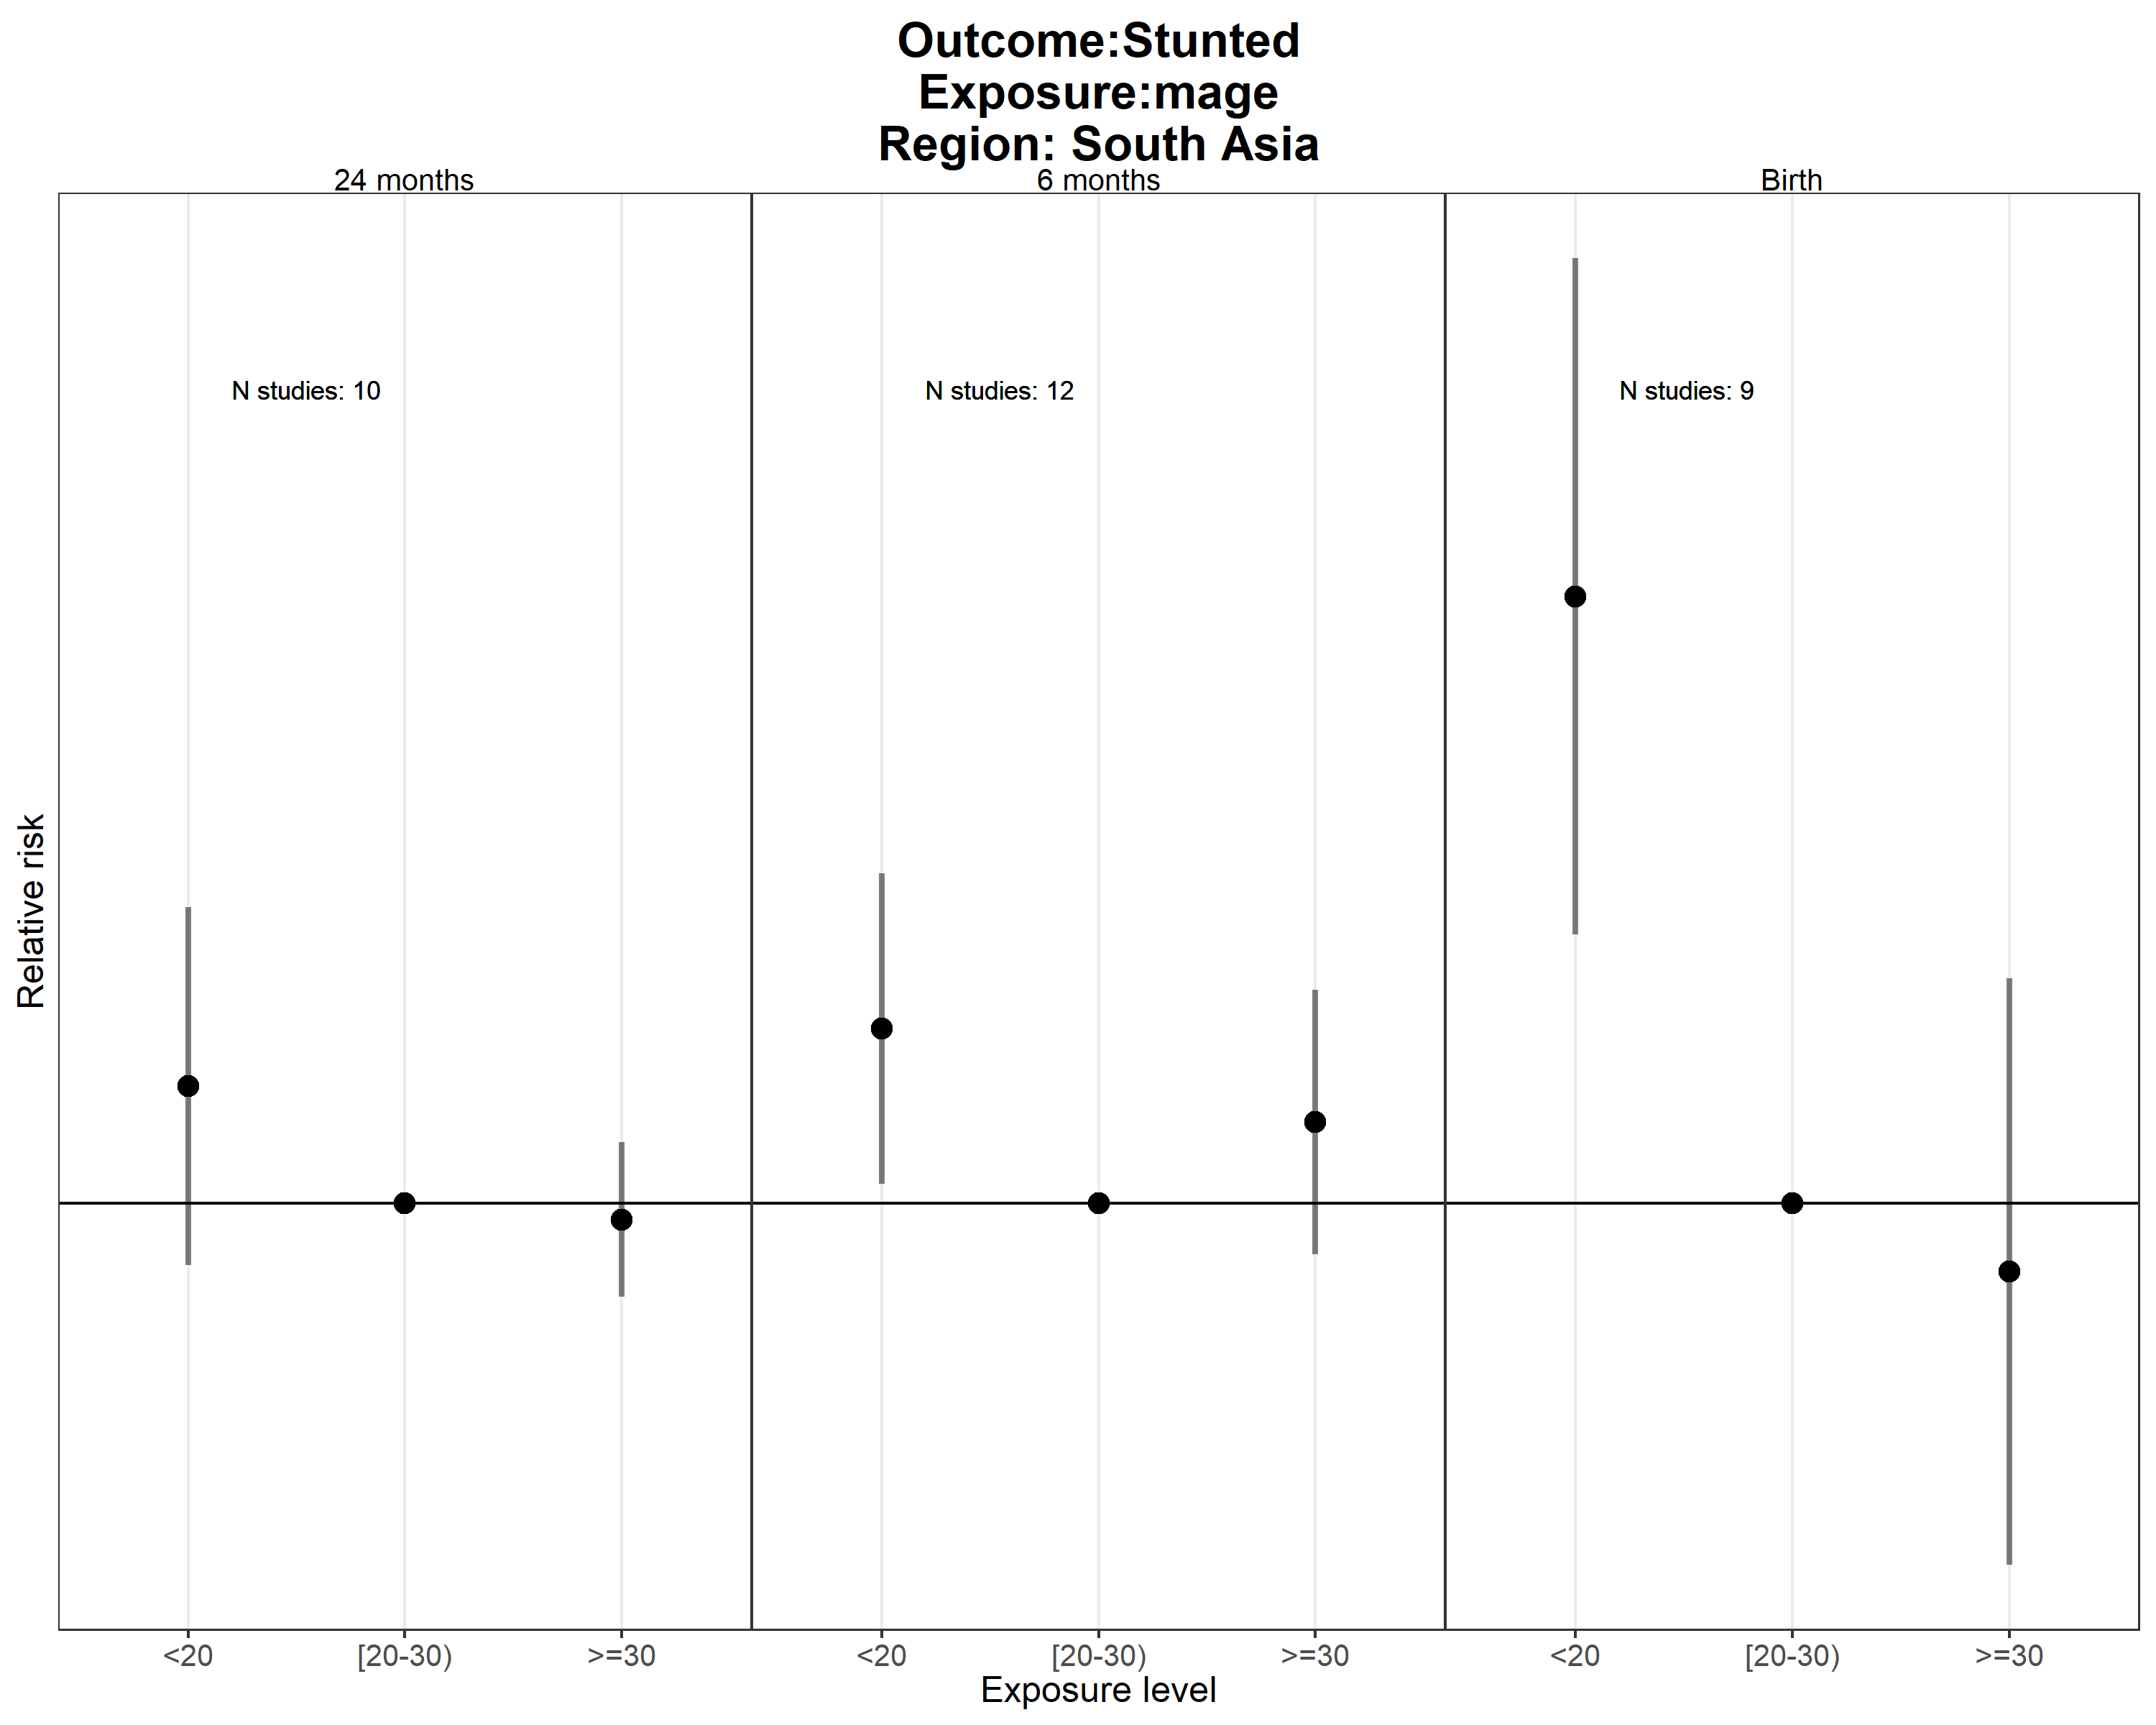 Outcome:Stunted
Exposure:mage
Region: South Asia
24 months
6 months
Birth
N studies: 10
N studies: 12
N studies: 9
Relative risk
<20
[20-30)
>=30
<20
[20-30)
>=30
<20
[20-30)
>=30
Exposure level